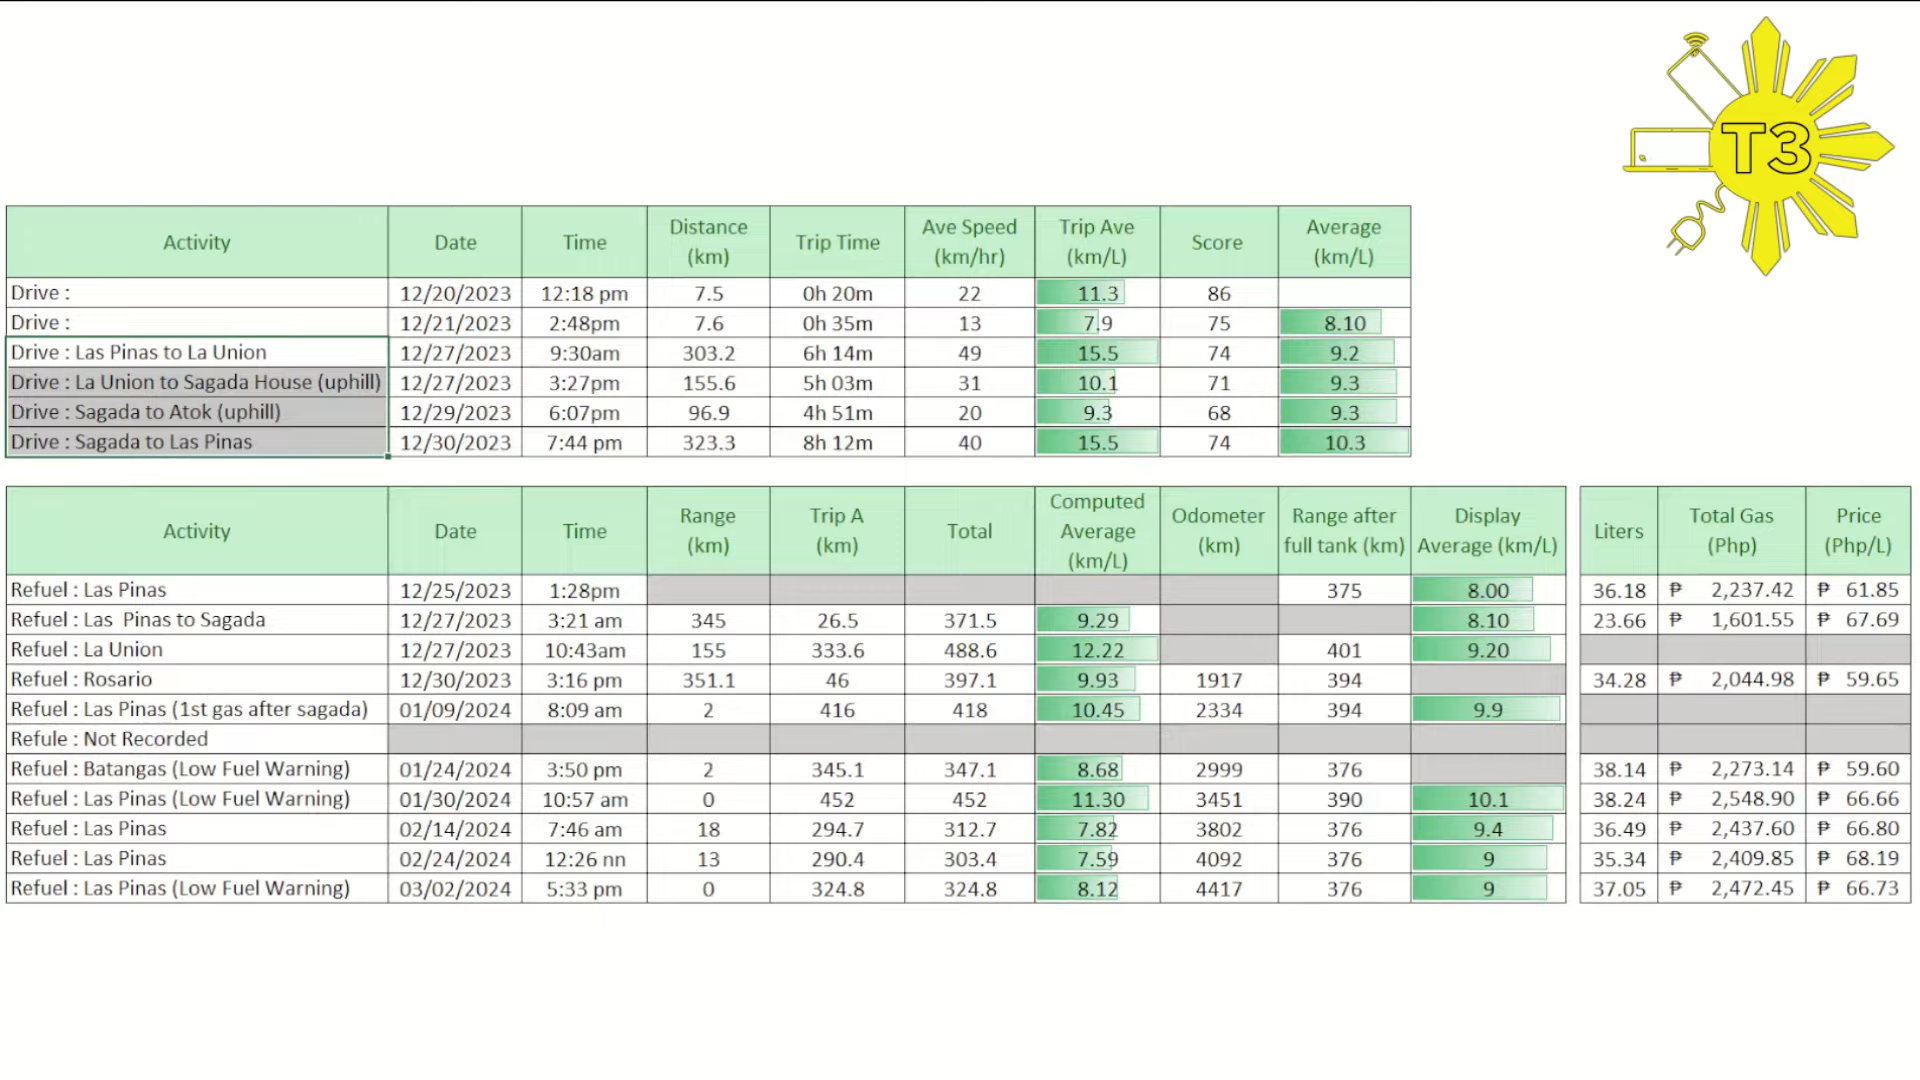 T3
Activity Date Time Distance (km) Trip Time Ave Speed (km/hr) Trip Ave (km/L) Score Average (km/L)
Drive : 12/20/2023 12:18 pm 7.5 0h 20m 22 11.3 86
Drive : 12/21/2023 2:48pm 7.6 0h 35m 13 7.9 75 8.10
Drive : Las Pinas to La Union 12/27/2023 9:30am 303.2 6h 14m 49 15.5 74 9.2
Drive : La Union to Sagada House (uphill) 12/27/2023 3:27pm 155.6 5h 03m 31 10.1 71 9.3
Drive : Sagada to Atok (uphill) 12/29/2023 6:07pm 96.9 4h 51m 20 9.3 68 9.3
Drive : Sagada to Las Pinas 12/30/2023 7:44 pm 323.3 8h 12m 40 15.5 74 10.3
Activity Date Time Range (km) Trip A (km) Total Computed Average (km/L) Odometer (km) Range after full tank (km) Display Average (km/L) Liters Total Gas (Php) Price (Php/L)
Refuel : Las Pinas 12/25/2023 1:28pm 375 8.00 36.18 ₱ 2,237.42 ₱ 61.85
Refuel : Las Pinas to Sagada 12/27/2023 3:21 am 345 26.5 371.5 9.29 8.10 23.66 ₱ 1,601.55 ₱ 67.69
Refuel : La Union 12/27/2023 10:43am 155 333.6 488.6 12.22 401 9.20
Refuel : Rosario 12/30/2023 3:16 pm 351.1 46 397.1 9.93 1917 394 34.28 ₱ 2,044.98 ₱ 59.65
Refuel : Las Pinas (1st gas after sagada) 01/09/2024 8:09 am 2 416 418 10.45 2334 394 9.9
Refule : Not Recorded
Refuel : Batangas (Low Fuel Warning) 01/24/2024 3:50 pm 2 345.1 347.1 8.68 2999 376 38.14 ₱ 2,273.14 ₱ 59.60
Refuel : Las Pinas (Low Fuel Warning) 01/30/2024 10:57 am 0 452 452 11.30 3451 390 10.1 38.24 ₱ 2,548.90 ₱ 66.66
Refuel : Las Pinas 02/14/2024 7:46 am 18 294.7 312.7 7.82 3802 376 9.4 36.49 ₱ 2,437.60 ₱ 66.80
Refuel : Las Pinas 02/24/2024 12:26 nn 13 290.4 303.4 7.59 4092 376 9 35.34 ₱ 2,409.85 ₱ 68.19
Refuel : Las Pinas (Low Fuel Warning) 03/02/2024 5:33 pm 0 324.8 324.8 8.12 4417 376 9 37.05 ₱ 2,472.45 ₱ 66.73